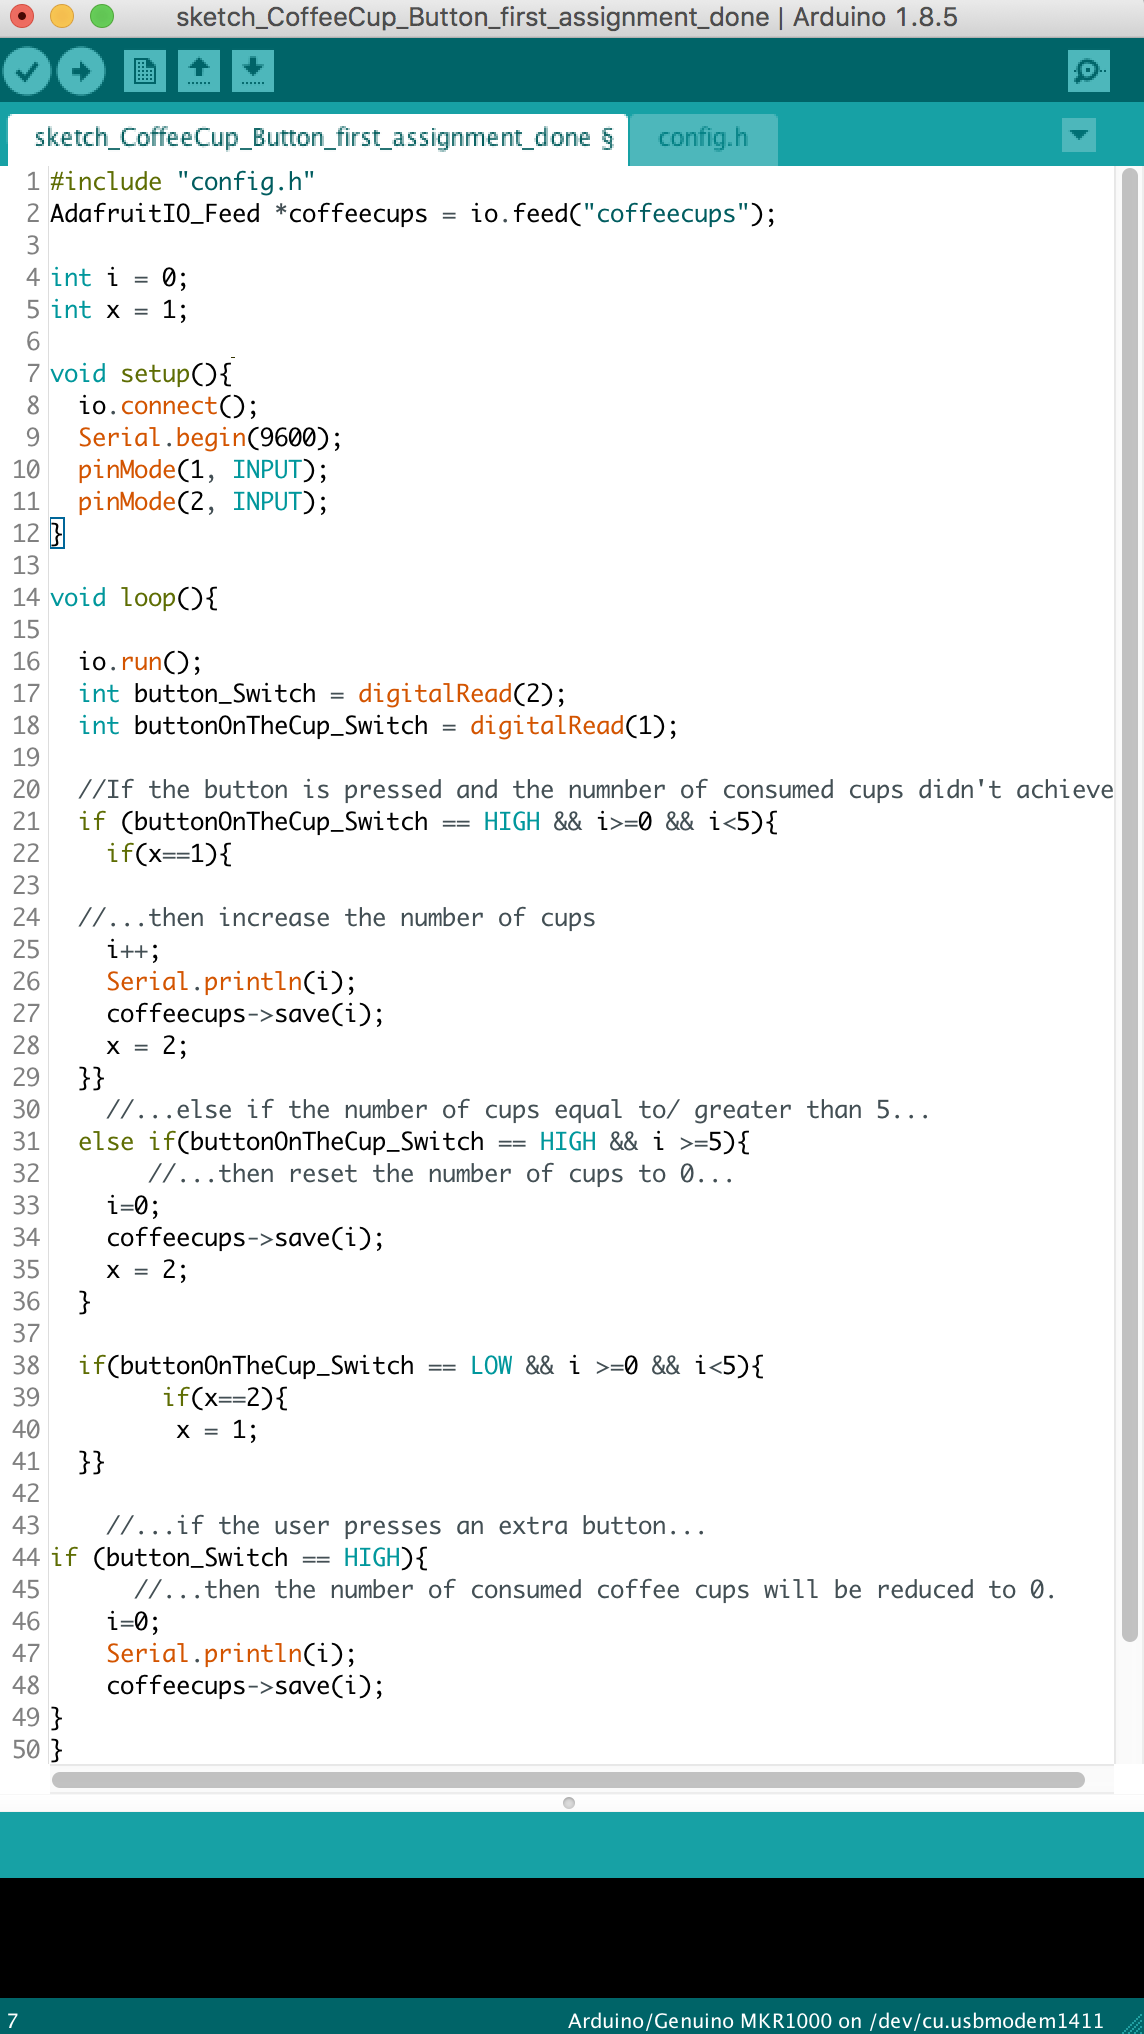 sketch_CoffeeCup_Button_first_assignment_done | Arduino 1.8.5
sketch_CoffeeCup_Button_first_assignment_done §
config.h
1 #include "config.h"
2 AdafruitIO_Feed *coffeecups = io.feed("coffeecups");
3
4 int i = 0;
5 int x = 1;
6
7 void setup(){
8   io.connect();
9   Serial.begin(9600);
10   pinMode(1, INPUT);
11   pinMode(2, INPUT);
12 }
13
14 void loop(){
15
16   io.run();
17   int button_Switch = digitalRead(2);
18   int buttonOnTheCup_Switch = digitalRead(1);
19
20   //If the button is pressed and the numnber of consumed cups didn't achieve
21   if (buttonOnTheCup_Switch == HIGH && i>=0 && i<5){
22     if(x==1){
23
24   //...then increase the number of cups
25     i++;
26     Serial.println(i);
27     coffeecups->save(i);
28     x = 2;
29   }}
30     //...else if the number of cups equal to/ greater than 5...
31   else if(buttonOnTheCup_Switch == HIGH && i >=5){
32        //...then reset the number of cups to 0...
33     i=0;
34     coffeecups->save(i);
35     x = 2;
36   }
37
38   if(buttonOnTheCup_Switch == LOW && i >=0 && i<5){
39         if(x==2){
40          x = 1;
41   }}
42
43     //...if the user presses an extra button...
44 if (button_Switch == HIGH){
45       //...then the number of consumed coffee cups will be reduced to 0.
46     i=0;
47     Serial.println(i);
48     coffeecups->save(i);
49 }
50 }
7
Arduino/Genuino MKR1000 on /dev/cu.usbmodem1411